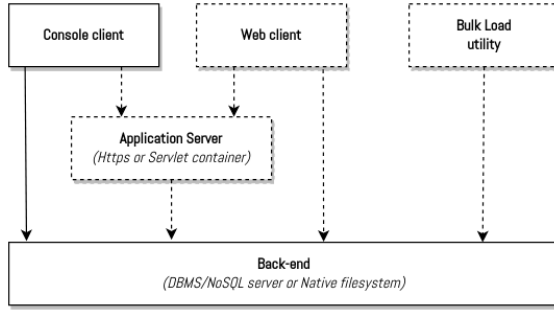 Console client
Web client
Bulk Load
utility
Application Server
(Https or Servlet container)
Back-end
(DBMS/NoSQL server or Native filesystem)